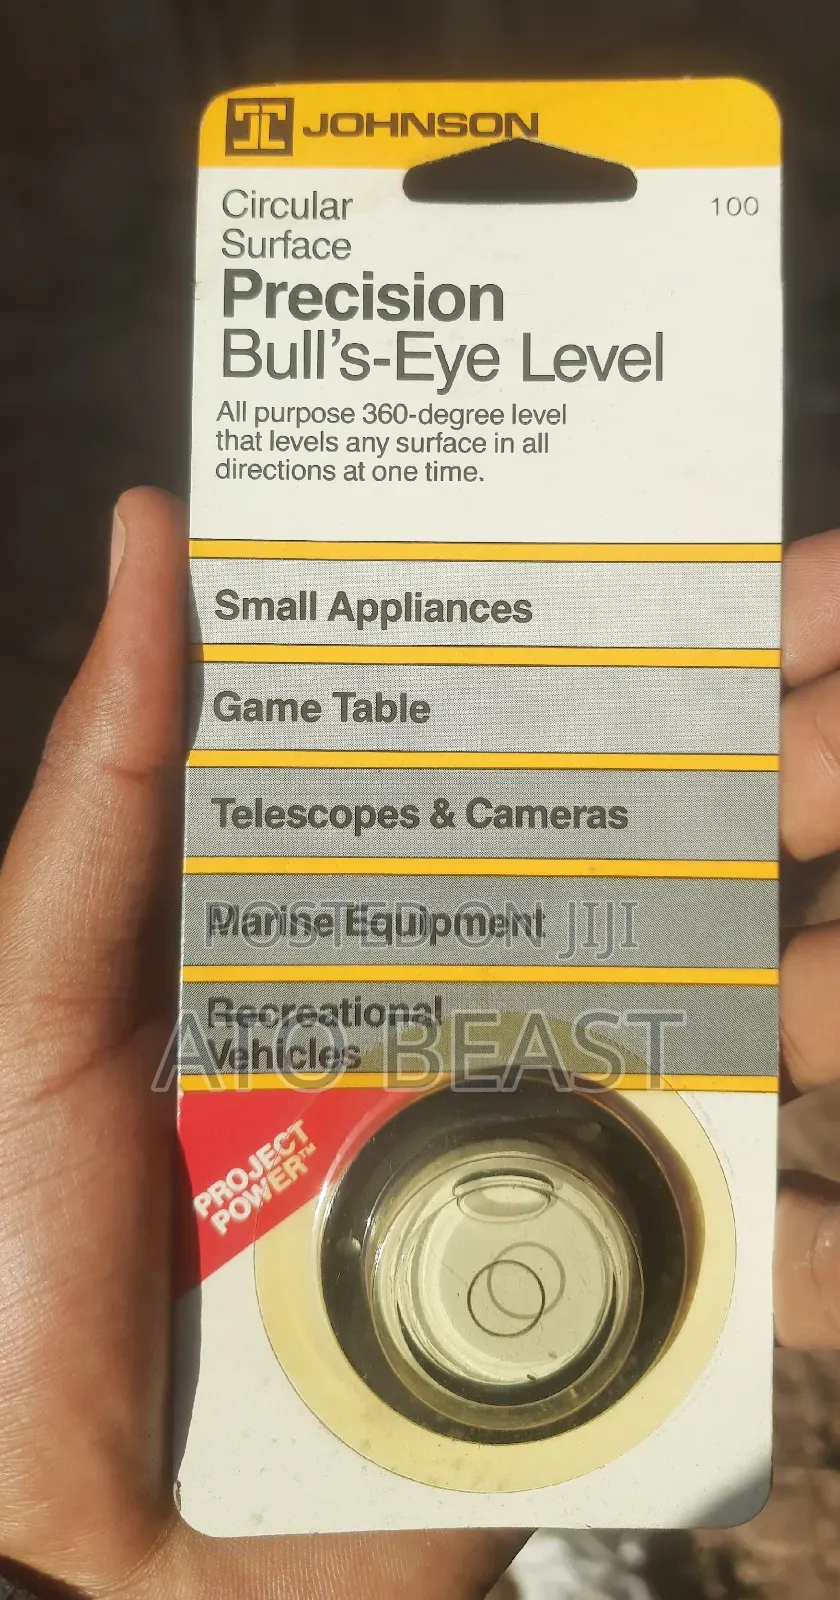 JOHNSON
100
Circular
Surface
Precision
Bull's-Eye Level
All purpose 360-degree level
that levels any surface in all
directions at one time.
Small Appliances
Game Table
Telescopes & Cameras
Marine Equipment
POSTED ON JIJI
Recreational
Vehicles
ATO BEAST
PROJECT
POWER™